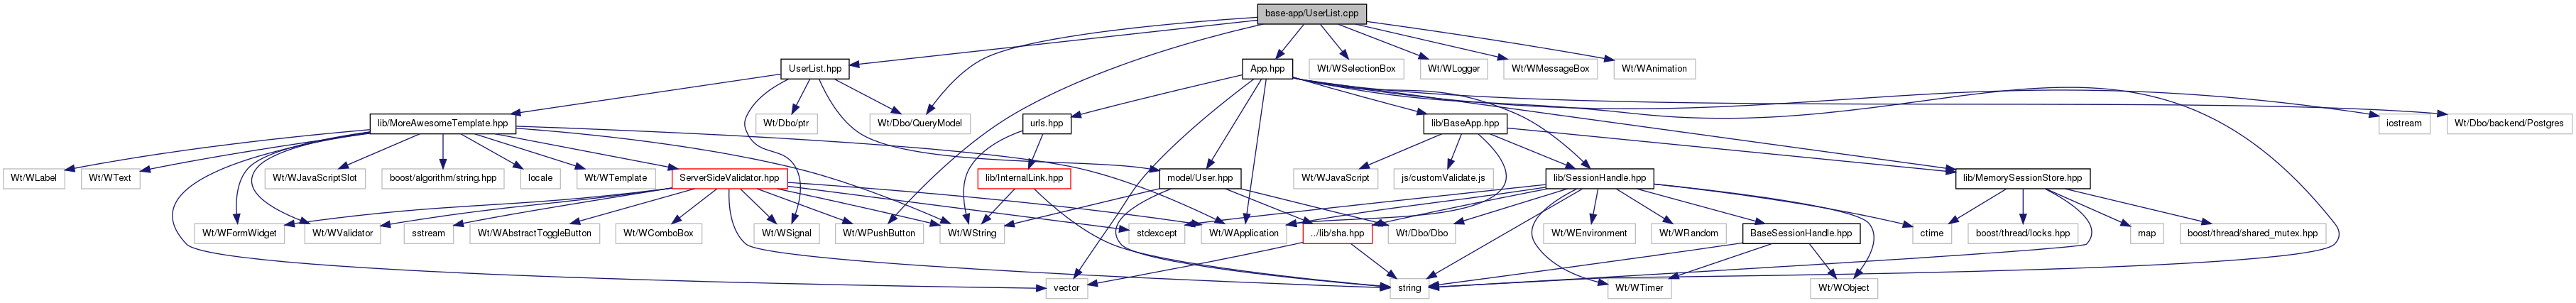 base-app/UserList.cpp
UserList.hpp
App.hpp
Wt/WSelectionBox
Wt/WLogger
Wt/WMessageBox
Wt/WAnimation
lib/MoreAwesomeTemplate.hpp
Wt/Dbo/ptr
Wt/Dbo/QueryModel
urls.hpp
lib/BaseApp.hpp
iostream
Wt/Dbo/backend/Postgres
Wt/WLabel
Wt/WText
Wt/WJavaScriptSlot
boost/algorithm/string.hpp
locale
Wt/WTemplate
ServerSideValidator.hpp
lib/InternalLink.hpp
model/User.hpp
Wt/WJavaScript
js/customValidate.js
lib/SessionHandle.hpp
lib/MemorySessionStore.hpp
Wt/WFormWidget
Wt/WValidator
sstream
Wt/WAbstractToggleButton
Wt/WComboBox
Wt/WSignal
Wt/WPushButton
Wt/WString
stdexcept
Wt/WApplication
../lib/sha.hpp
Wt/Dbo/Dbo
Wt/WEnvironment
Wt/WRandom
BaseSessionHandle.hpp
ctime
boost/thread/locks.hpp
map
boost/thread/shared_mutex.hpp
vector
string
Wt/WTimer
Wt/WObject